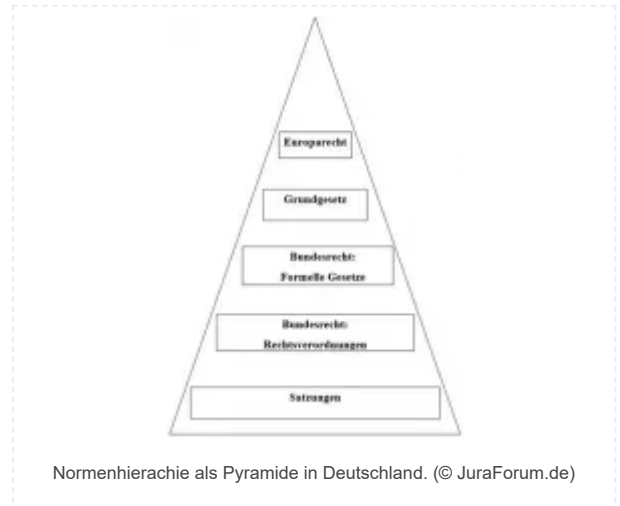 Europarecht
Grundgesetz
Bundesrecht:
Formelle Gesetze
Bundesrecht:
Rechtsverordnungen
Satzungen
Normenhierachie als Pyramide in Deutschland. (© JuraForum.de)